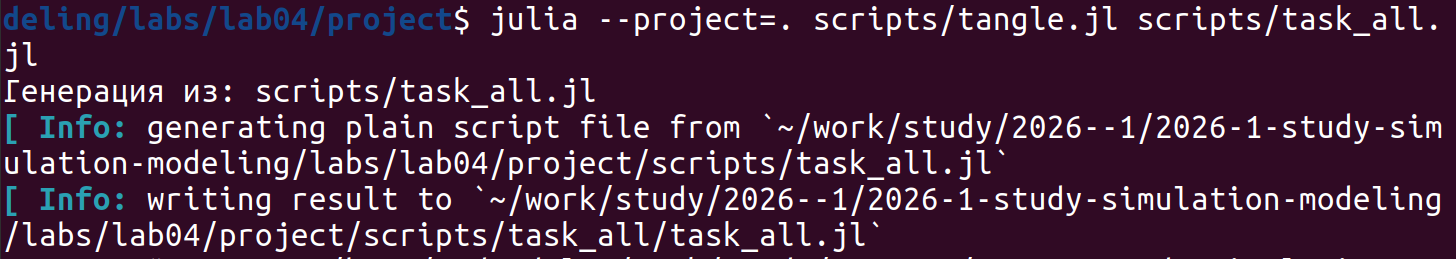 deling/labs/lab04/project$ julia --project=. scripts/tangle.jl scripts/task_all.
jl
Генерация из: scripts/task_all.jl
[ Info: generating plain script file from `~/work/study/2026--1/2026-1-study-sim
ulation-modeling/labs/lab04/project/scripts/task_all.jl`
[ Info: writing result to `~/work/study/2026--1/2026-1-study-simulation-modeling
/labs/lab04/project/scripts/task_all/task_all.jl`